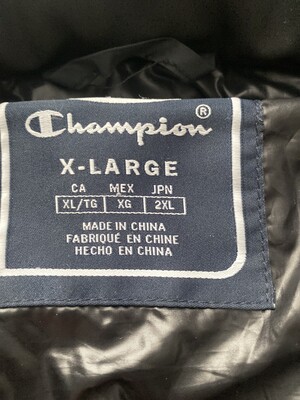 Champion®
X-LARGE
CA MEX JPN
XL/TG XG 2XL
MADE IN CHINA
FABRIQUÉ EN CHINE
HECHO EN CHINA